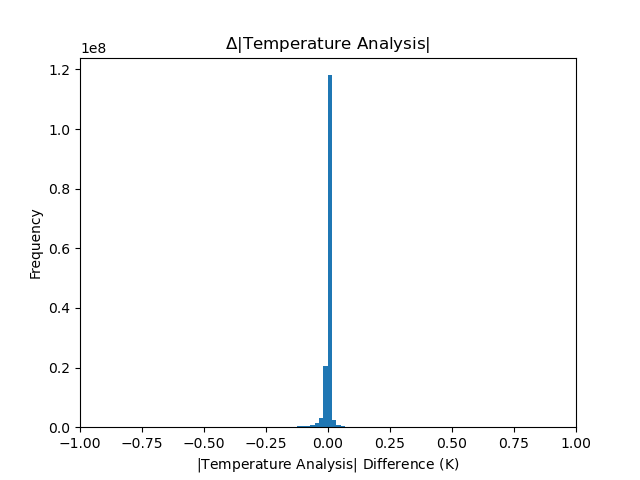 Δ|Temperature Analysis|
1e8
1.2
1.0
0.8
0.6
0.4
0.2
0.0
Frequency
−1.00 −0.75 −0.50 −0.25 0.00 0.25 0.50 0.75 1.00
|Temperature Analysis| Difference (K)